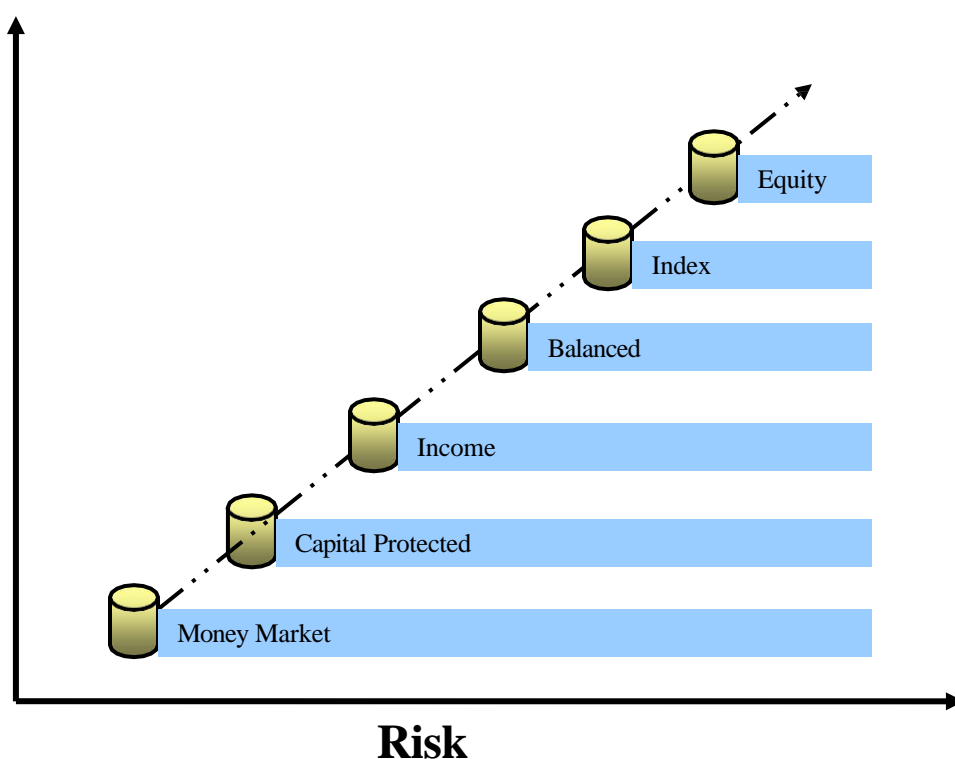 Equity
Index
Balanced
Income
Capital Protected
Money Market
Risk